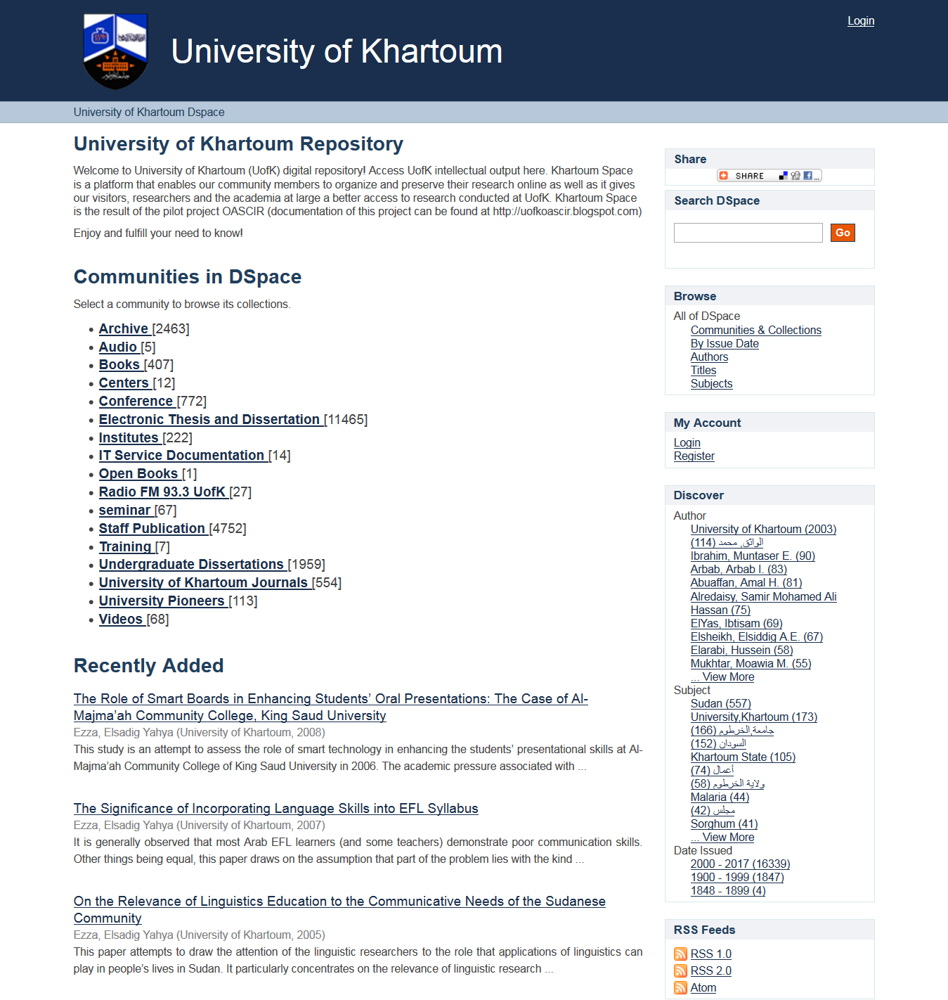 Login
University of Khartoum
University of Khartoum Dspace
University of Khartoum Repository
Welcome to University of Khartoum (UofK) digital repository! Access UofK intellectual output here. Khartoum Space
is a platform that enables our community members to organize and preserve their research online as well as it gives
our visitors, researchers and the academia at large a better access to research conducted at UofK. Khartoum Space
is the result of the pilot project OASCIR (documentation of this project can be found at http://uofkoascir.blogspot.com)
Enjoy and fulfill your need to know!
Communities in DSpace
Select a community to browse its collections.
• Archive [2463]
• Audio [5]
• Books [407]
• Centers [12]
• Conference [772]
• Electronic Thesis and Dissertation [11465]
• Institutes [222]
• IT Service Documentation [14]
• Open Books [1]
• Radio FM 93.3 UofK [27]
• seminar [67]
• Staff Publication [4752]
• Training [7]
• Undergraduate Dissertations [1959]
• University of Khartoum Journals [554]
• University Pioneers [113]
• Videos [68]
Recently Added
The Role of Smart Boards in Enhancing Students’ Oral Presentations: The Case of Al-
Majma’ah Community College, King Saud University
Ezza, Elsadig Yahya (University of Khartoum, 2008)
This study is an attempt to assess the role of smart technology in enhancing the students’ presentational skills at Al-
Majma’ah Community College of King Saud University in 2006. The academic pressure associated with ...
The Significance of Incorporating Language Skills into EFL Syllabus
Ezza, Elsadig Yahya (University of Khartoum, 2007)
It is generally observed that most Arab EFL learners (and some teachers) demonstrate poor communication skills.
Other things being equal, this paper draws on the assumption that part of the problem lies with the kind ...
On the Relevance of Linguistics Education to the Communicative Needs of the Sudanese
Community
Ezza, Elsadig Yahya (University of Khartoum, 2005)
This paper attempts to draw the attention of the linguistic researchers to the role that applications of linguistics can
play in people’s lives in Sudan. It particularly concentrates on the relevance of linguistic research ...
Share
SHARE ...
Search DSpace
Go
Browse
All of DSpace
Communities & Collections
By Issue Date
Authors
Titles
Subjects
My Account
Login
Register
Discover
Author
University of Khartoum (2003)
الواثق, محمد (114)
Ibrahim, Muntaser E. (90)
Arbab, Arbab I. (83)
Abuaffan, Amal H. (81)
Alredaisy, Samir Mohamed Ali
Hassan (75)
ElYas, Ibtisam (69)
Elsheikh, Elsiddig A.E. (67)
Elarabi, Hussein (58)
Mukhtar, Moawia M. (55)
... View More
Subject
Sudan (557)
University,Khartoum (173)
جامعة,الخرطوم (166)
السودان (152)
Khartoum State (105)
أعمال (74)
ولاية الخرطوم (58)
Malaria (44)
مجلس (42)
Sorghum (41)
... View More
Date Issued
2000 - 2017 (16339)
1900 - 1999 (1847)
1848 - 1899 (4)
RSS Feeds
RSS 1.0
RSS 2.0
Atom